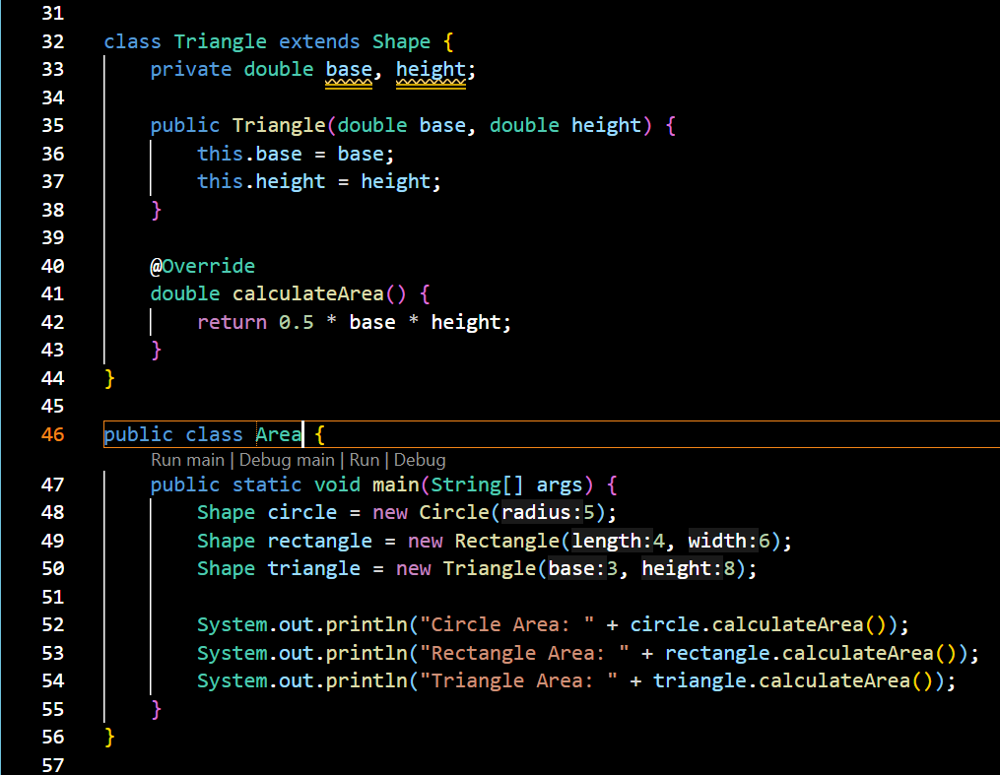 31
32 class Triangle extends Shape {
33 private double base, height;
34
35 public Triangle(double base, double height) {
36 this.base = base;
37 this.height = height;
38 }
39
40 @Override
41 double calculateArea() {
42 return 0.5 * base * height;
43 }
44 }
45
46 public class Area {
Run main | Debug main | Run | Debug
47 public static void main(String[] args) {
48 Shape circle = new Circle(radius:5);
49 Shape rectangle = new Rectangle(length:4, width:6);
50 Shape triangle = new Triangle(base:3, height:8);
51
52 System.out.println("Circle Area: " + circle.calculateArea());
53 System.out.println("Rectangle Area: " + rectangle.calculateArea());
54 System.out.println("Triangle Area: " + triangle.calculateArea());
55 }
56 }
57